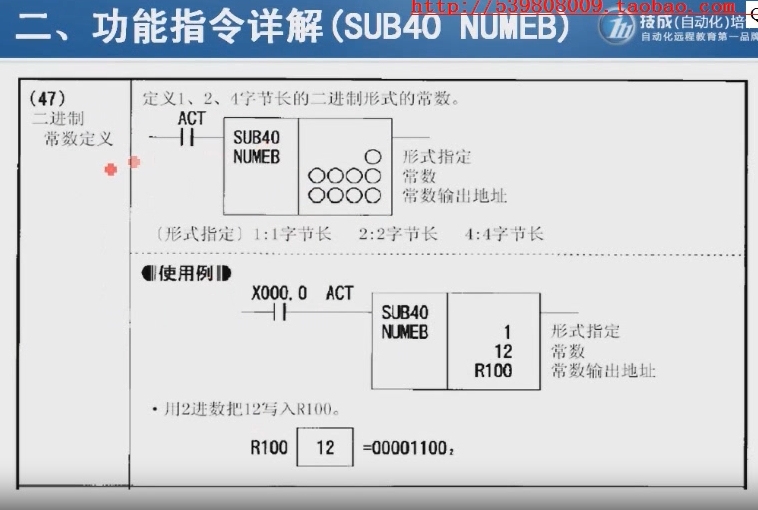 http://539808009.taobao.com
二、功能指令详解(SUB40 NUMEB)
技成(自动化)培
自动化远程教育第一品牌
(47)
二进制
常数定义
定义1、2、4字节长的二进制形式的常数。
ACT
SUB40
NUMEB
○ 形式指定
○○○○ 常数
○○○○ 常数输出地址
〔形式指定〕1:1字节长 2:2字节长 4:4字节长
使用例
X000.0 ACT
SUB40
NUMEB
1 形式指定
12 常数
R100 常数输出地址
·用2进数把12写入R100。
R100 12 =00001100₂